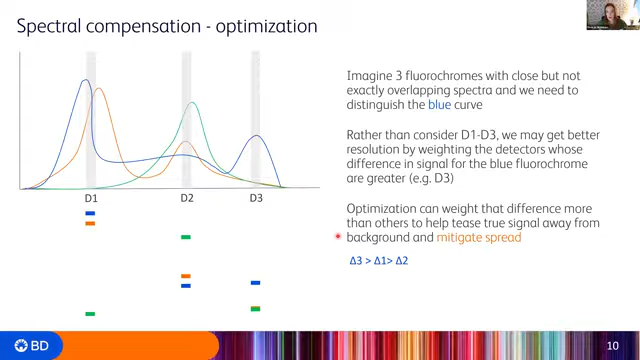 Spectral compensation - optimization
Imagine 3 fluorochromes with close but not
exactly overlapping spectra and we need to
distinguish the blue curve
Rather than consider D1-D3, we may get better
resolution by weighting the detectors whose
difference in signal for the blue fluorochrome
are greater (e.g. D3)
Optimization can weight that difference more
than others to help tease true signal away from
background and mitigate spread
Δ3 > Δ1> Δ2
D1
D2
D3
BD
10